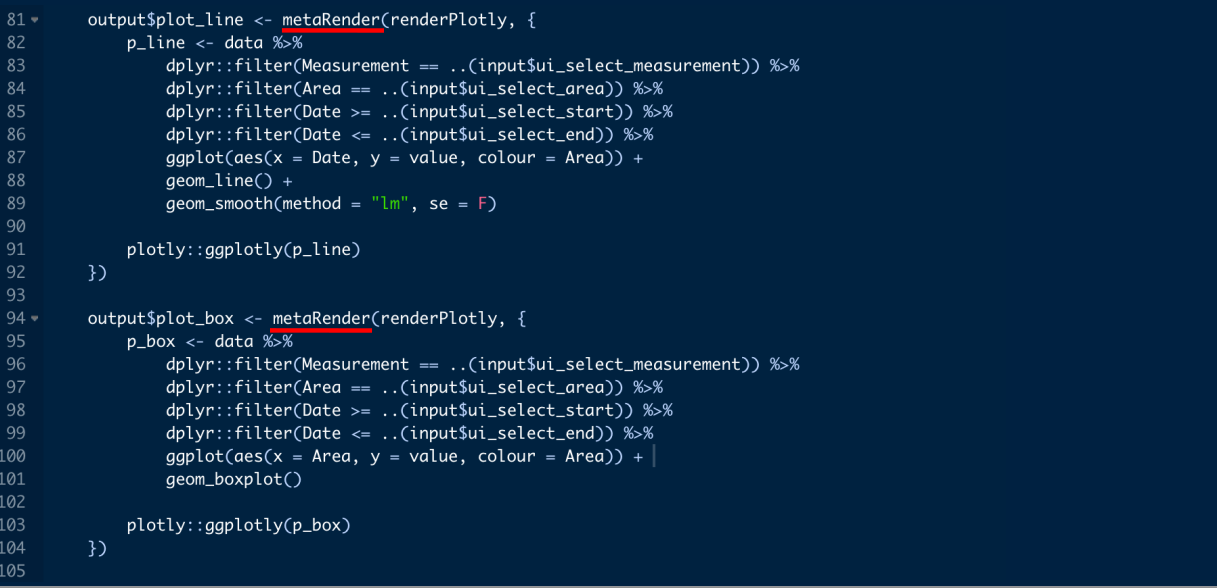 81 output$plot_line <- metaRender(renderPlotly, {
82 p_line <- data %>%
83 dplyr::filter(Measurement == ..(input$ui_select_measurement)) %>%
84 dplyr::filter(Area == ..(input$ui_select_area)) %>%
85 dplyr::filter(Date >= ..(input$ui_select_start)) %>%
86 dplyr::filter(Date <= ..(input$ui_select_end)) %>%
87 ggplot(aes(x = Date, y = value, colour = Area)) +
88 geom_line() +
89 geom_smooth(method = "lm", se = F)
90
91 plotly::ggplotly(p_line)
92 })
93
94 output$plot_box <- metaRender(renderPlotly, {
95 p_box <- data %>%
96 dplyr::filter(Measurement == ..(input$ui_select_measurement)) %>%
97 dplyr::filter(Area == ..(input$ui_select_area)) %>%
98 dplyr::filter(Date >= ..(input$ui_select_start)) %>%
99 dplyr::filter(Date <= ..(input$ui_select_end)) %>%
100 ggplot(aes(x = Area, y = value, colour = Area)) +
101 geom_boxplot()
102
103 plotly::ggplotly(p_box)
104 })
105